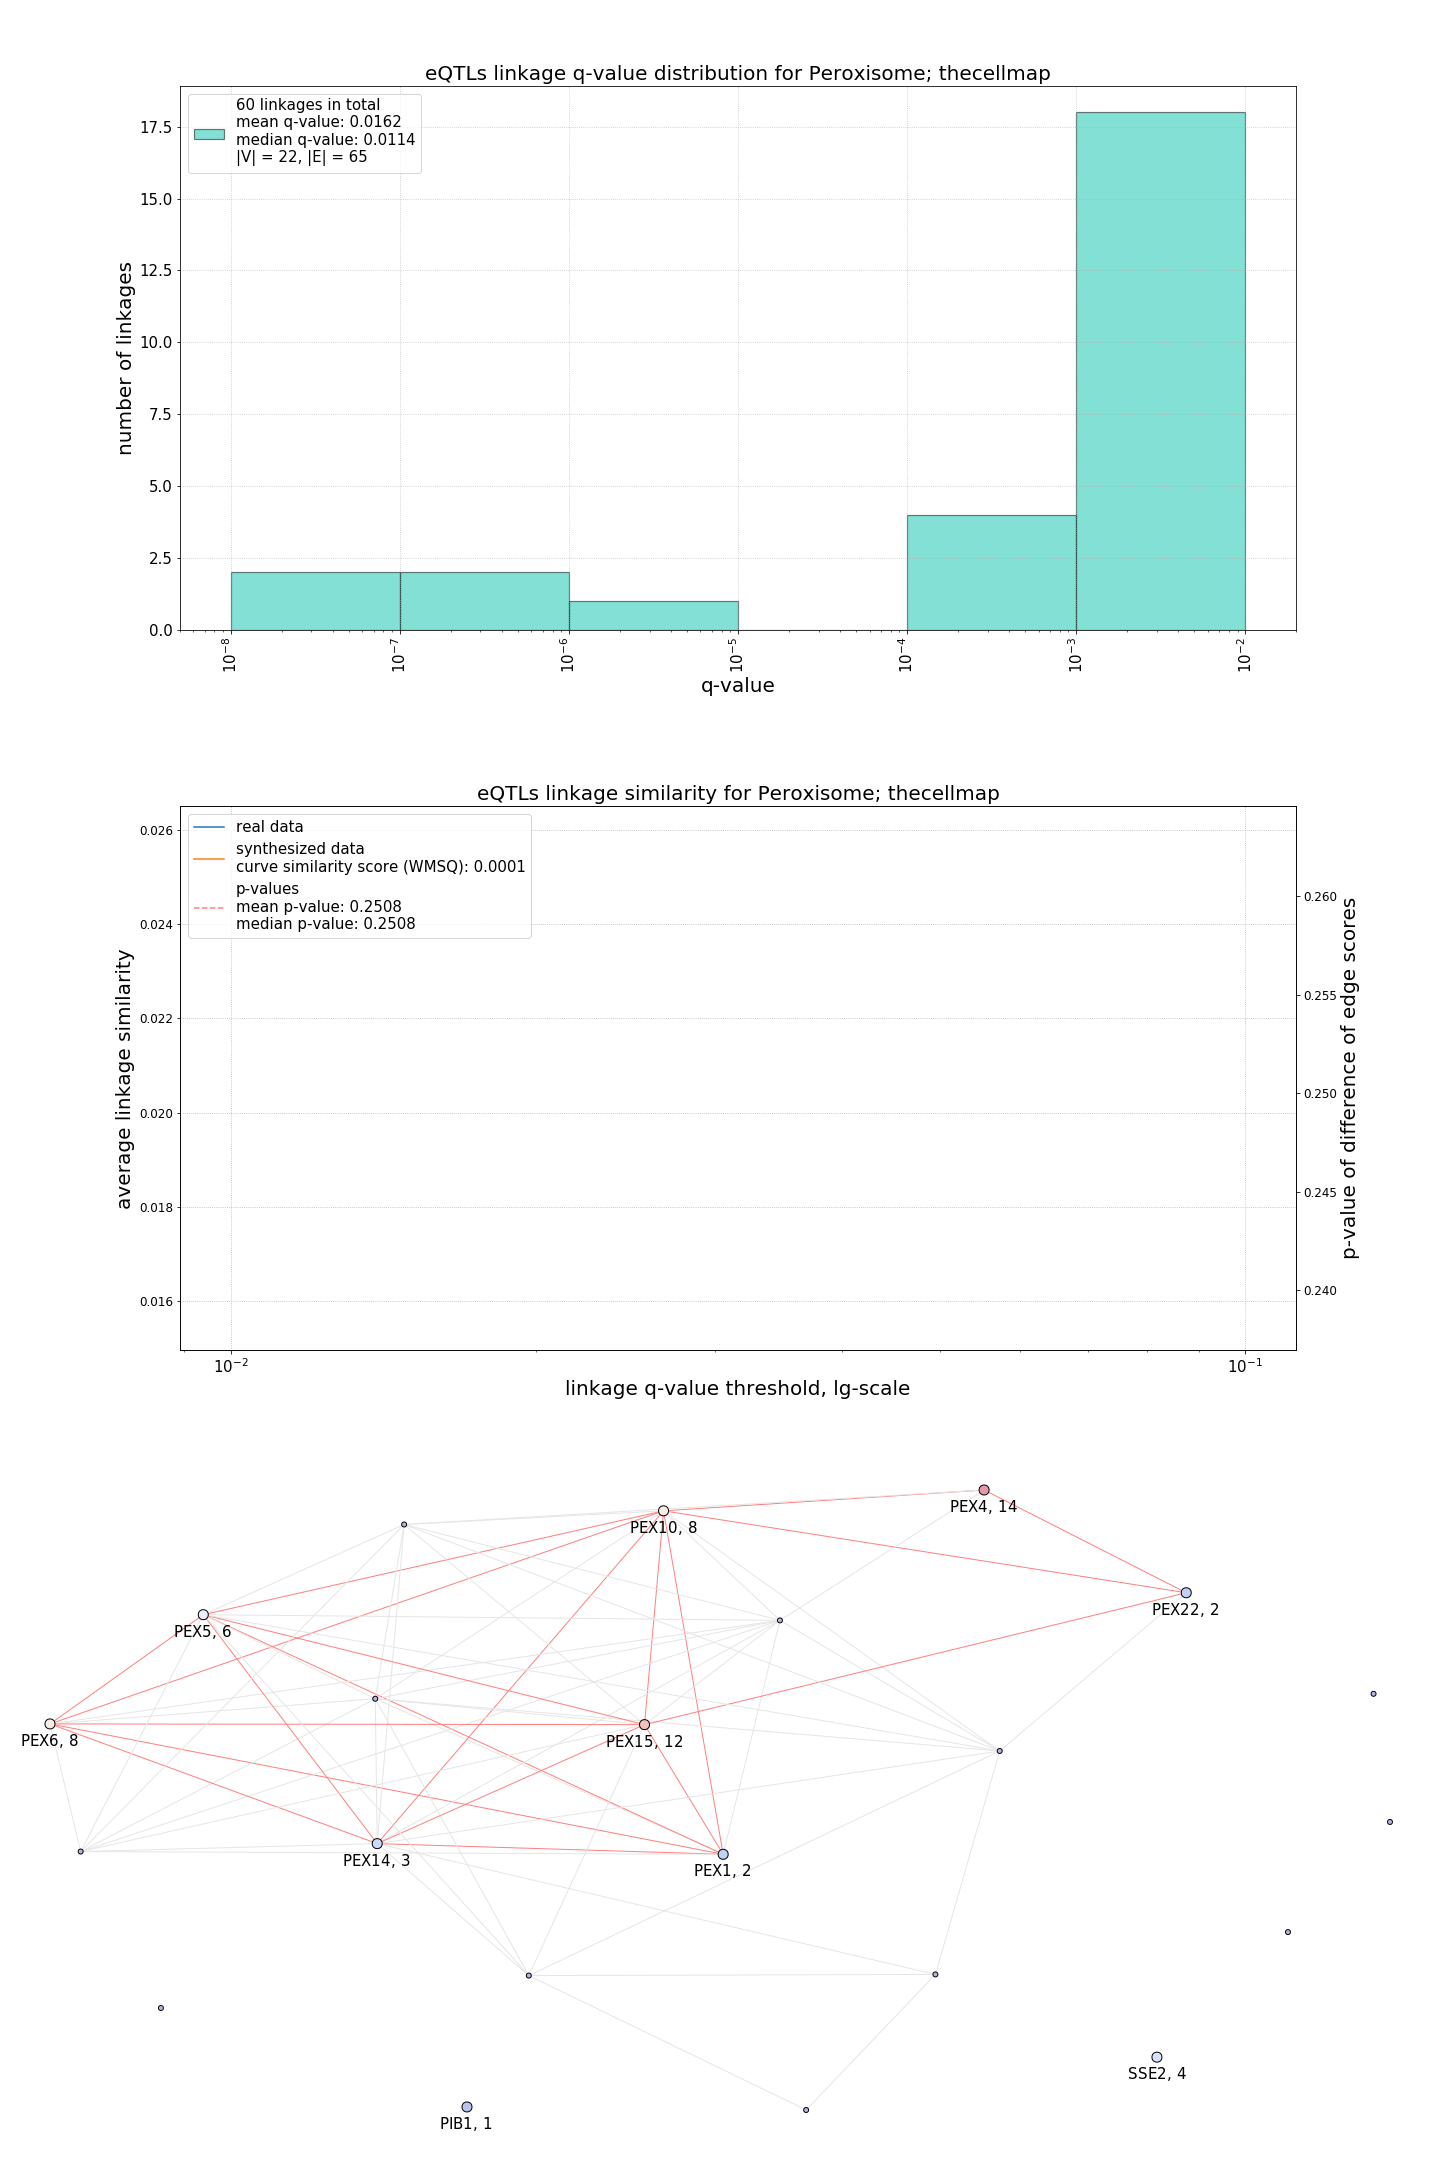 eQTLs linkage q-value distribution for Peroxisome; thecellmap
60 linkages in total
mean q-value: 0.0162
median q-value: 0.0114
|V| = 22, |E| = 65
17.5
15.0
12.5
10.0
7.5
5.0
2.5
0.0
number of linkages
10⁻⁸
10⁻⁷
10⁻⁶
10⁻⁵
10⁻⁴
10⁻³
10⁻²
q-value
eQTLs linkage similarity for Peroxisome; thecellmap
real data
synthesized data
curve similarity score (WMSQ): 0.0001
p-values
mean p-value: 0.2508
median p-value: 0.2508
0.026
0.024
0.022
0.020
0.018
0.016
average linkage similarity
0.260
0.255
0.250
0.245
0.240
p-value of difference of edge scores
10⁻²
10⁻¹
linkage q-value threshold, lg-scale
PEX4, 14
PEX10, 8
PEX22, 2
PEX5, 6
PEX6, 8
PEX15, 12
PEX14, 3
PEX1, 2
SSE2, 4
PIB1, 1